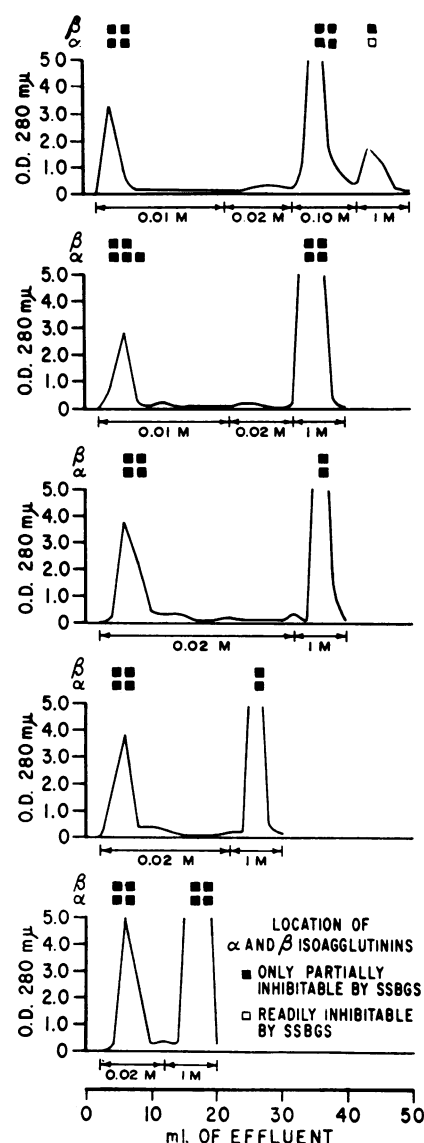 β
α
O.D. 280 mμ
5.0
4.0
3.0
2.0
1.0
0
0.01 M 0.02 M 0.10 M 1 M
β
α
O.D. 280 mμ
5.0
4.0
3.0
2.0
1.0
0
0.01 M 0.02 M 1 M
β
α
O.D. 280 mμ
5.0
4.0
3.0
2.0
1.0
0
0.02 M 1 M
β
α
O.D. 280 mμ
5.0
4.0
3.0
2.0
1.0
0
0.02 M 1 M
β
α
O.D. 280 mμ
5.0
4.0
3.0
2.0
1.0
0
0.02 M 1 M
LOCATION OF
α AND β ISOAGGLUTININS
■ ONLY PARTIALLY
INHIBITABLE BY SSBGS
□ READILY INHIBITABLE
BY SSBGS
0 10 20 30 40 50
ml. OF EFFLUENT